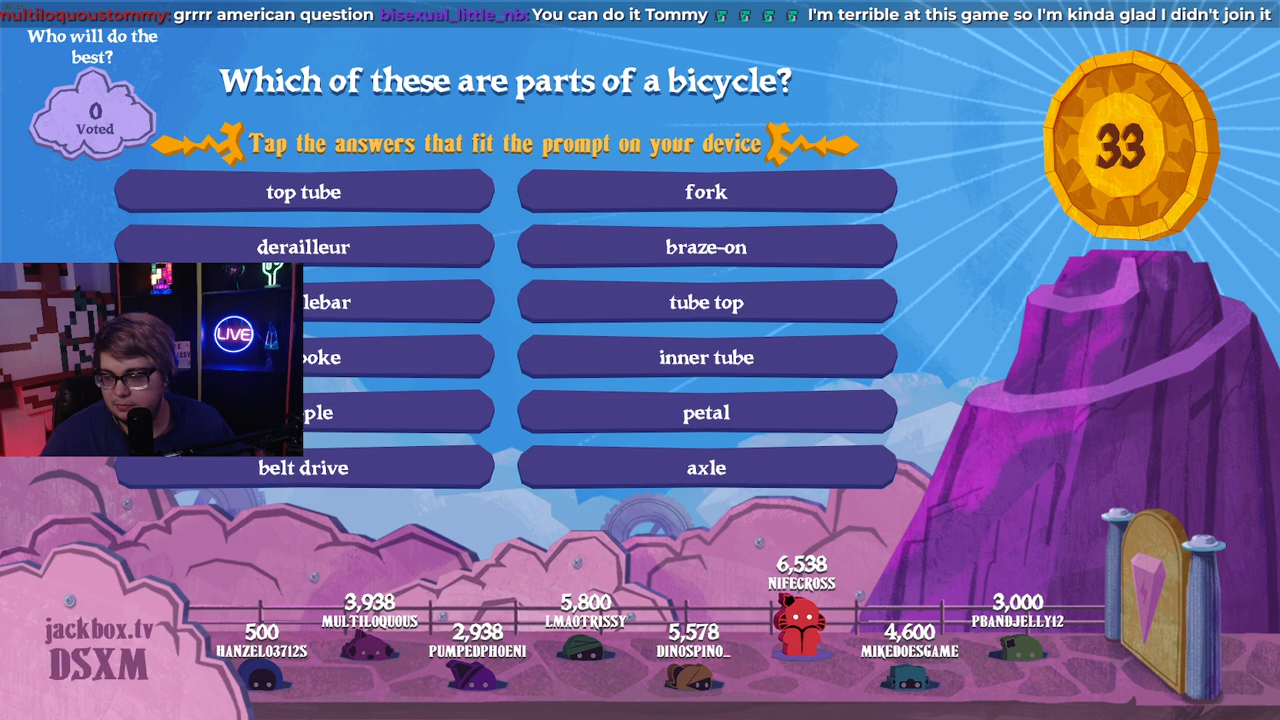 multiloquoustommy: grrrr american question bisexual_little_nb: You can do it Tommy I'm terrible at this game so I'm kinda glad I didn't join it
Who will do the
best?
0
Voted
Which of these are parts of a bicycle?
Tap the answers that fit the prompt on your device
33
top tube
fork
derailleur
braze-on
lebar
tube top
oke
inner tube
ple
petal
belt drive
axle
LIVE
6,538
NIFECROSS
3,938
MULTILOQUOUS
5,800
LMAOTRISSY
3,000
PBANDJELLY12
500
HANZEL03712S
2,938
PUMPEDPHOENI
5,578
DINOSPINO_
4,600
MIKEDOESGAME
jackbox.tv
DSXM